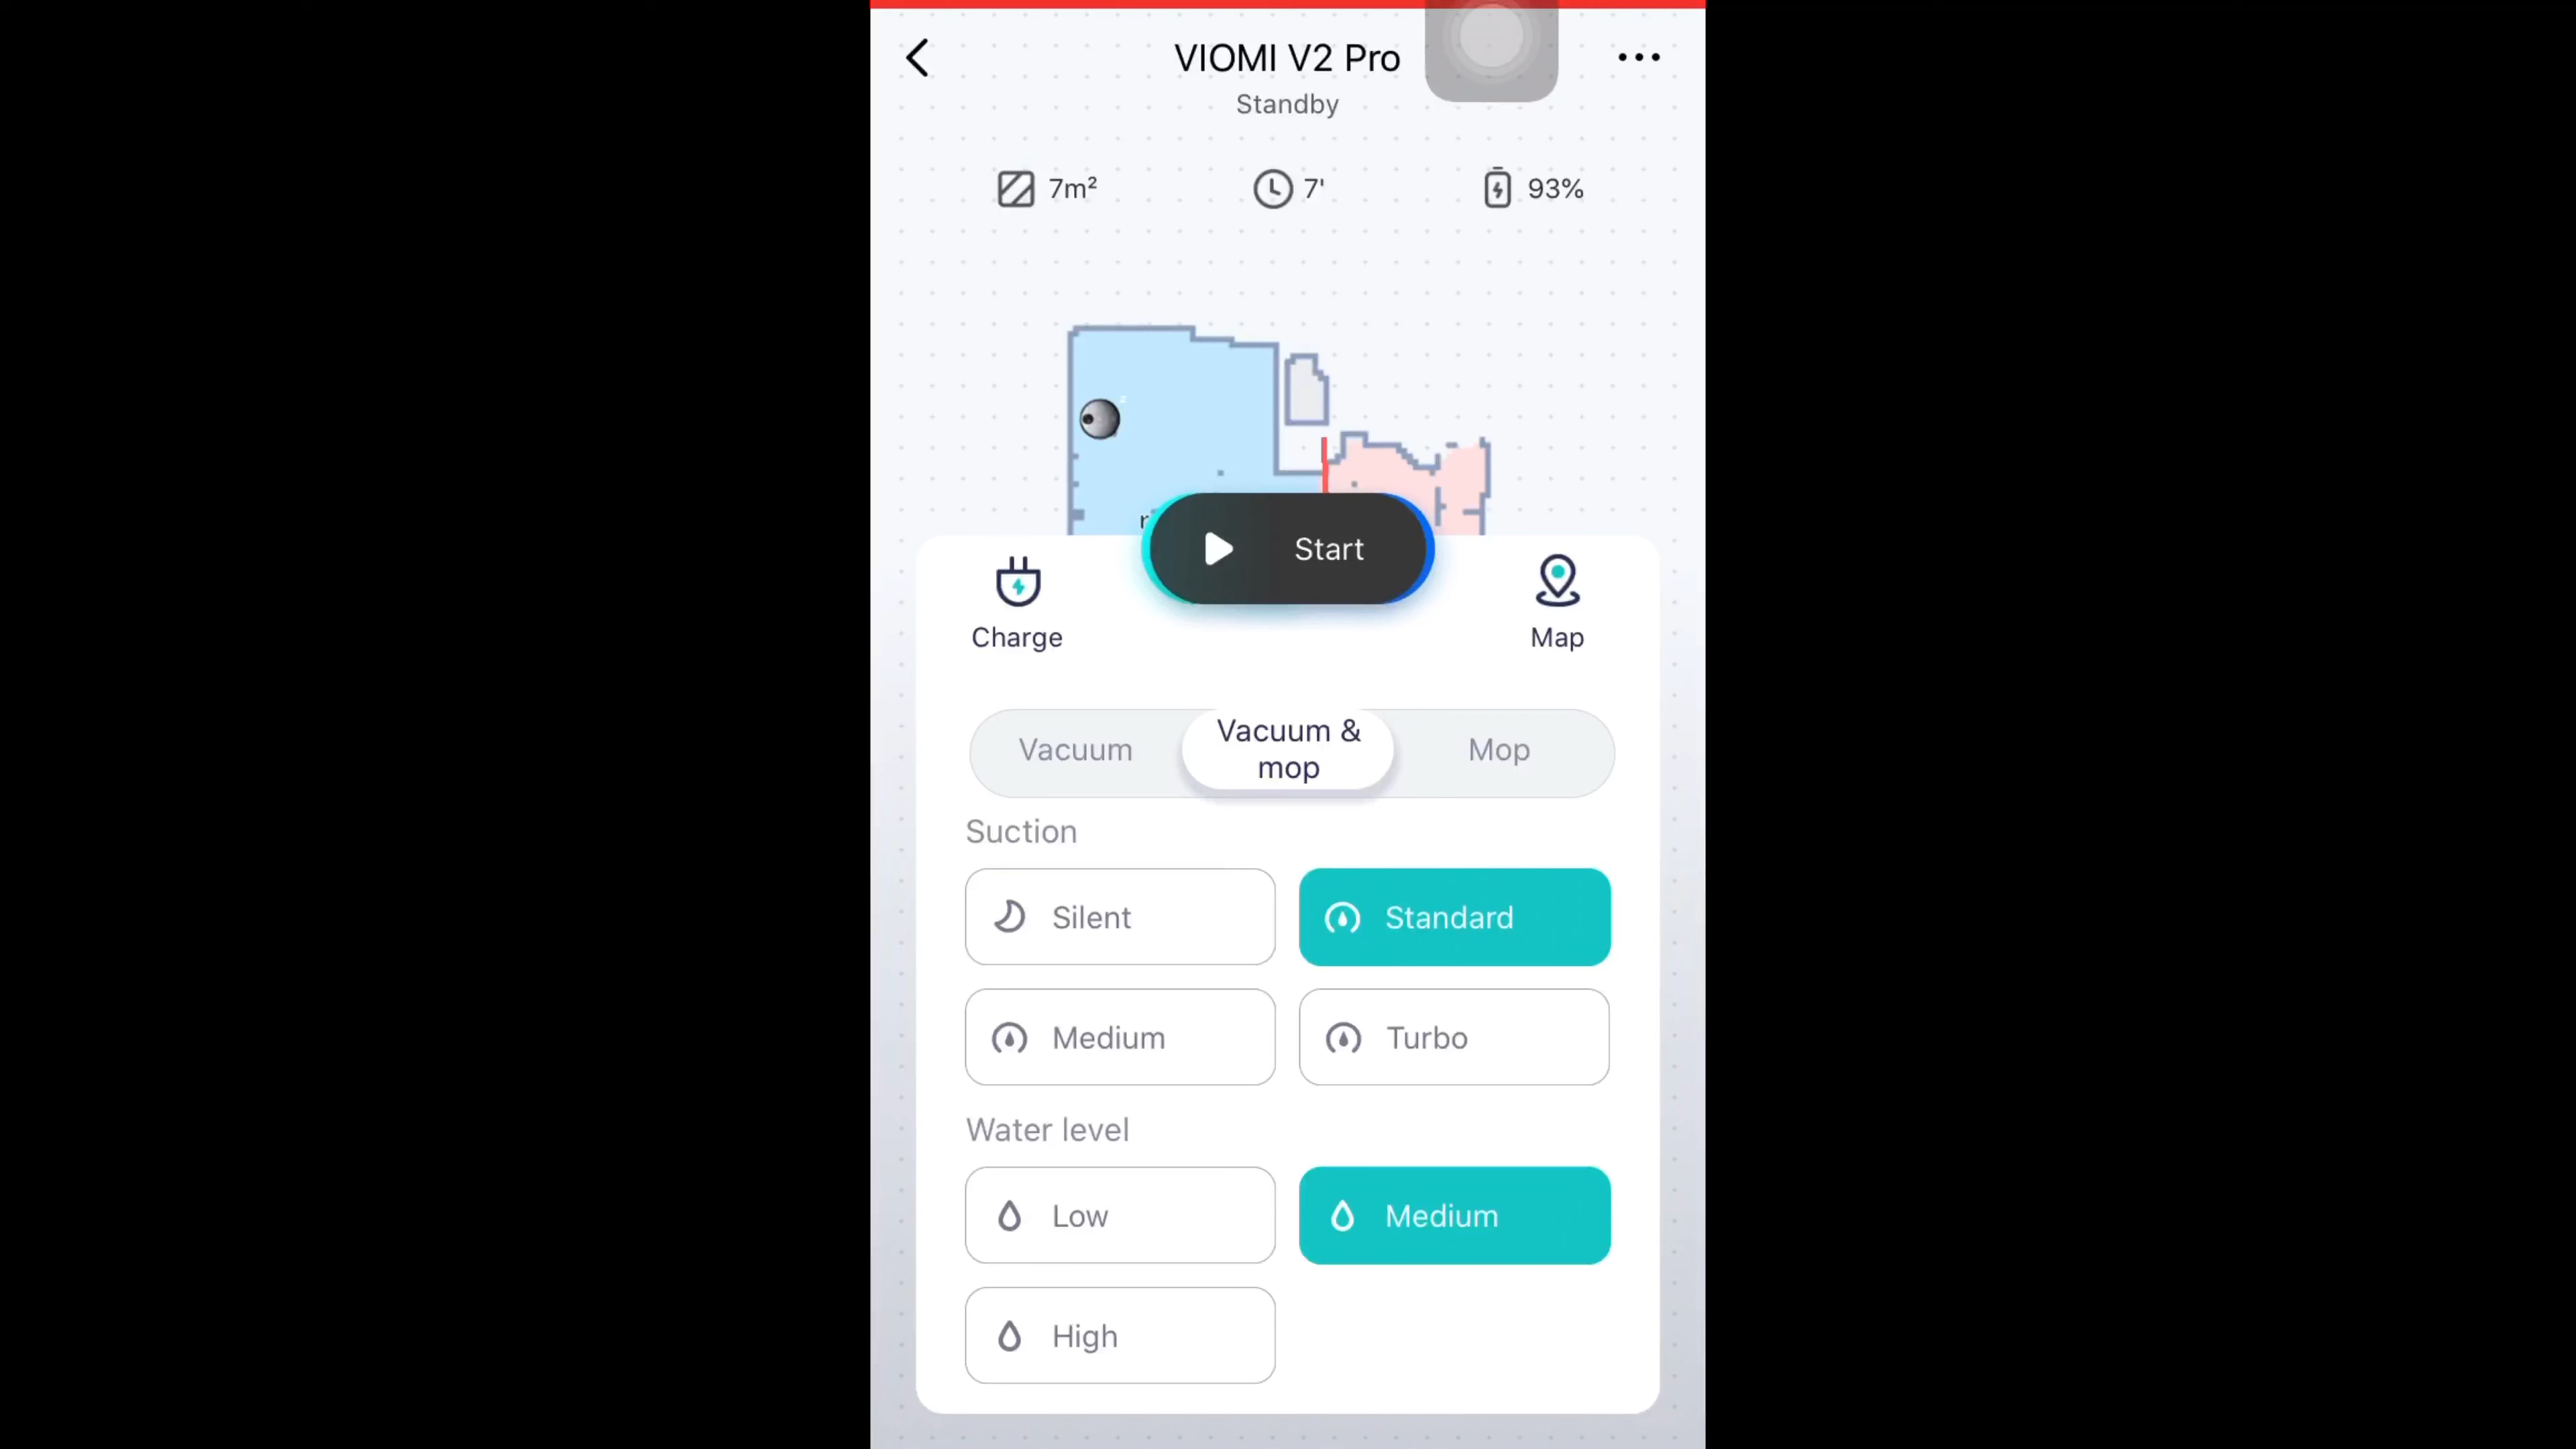 VIOMI V2 Pro
Standby
7m²
7'
93%
Start
Charge
Map
Vacuum
Vacuum &
mop
Mop
Suction
Silent
Standard
Medium
Turbo
Water level
Low
Medium
High